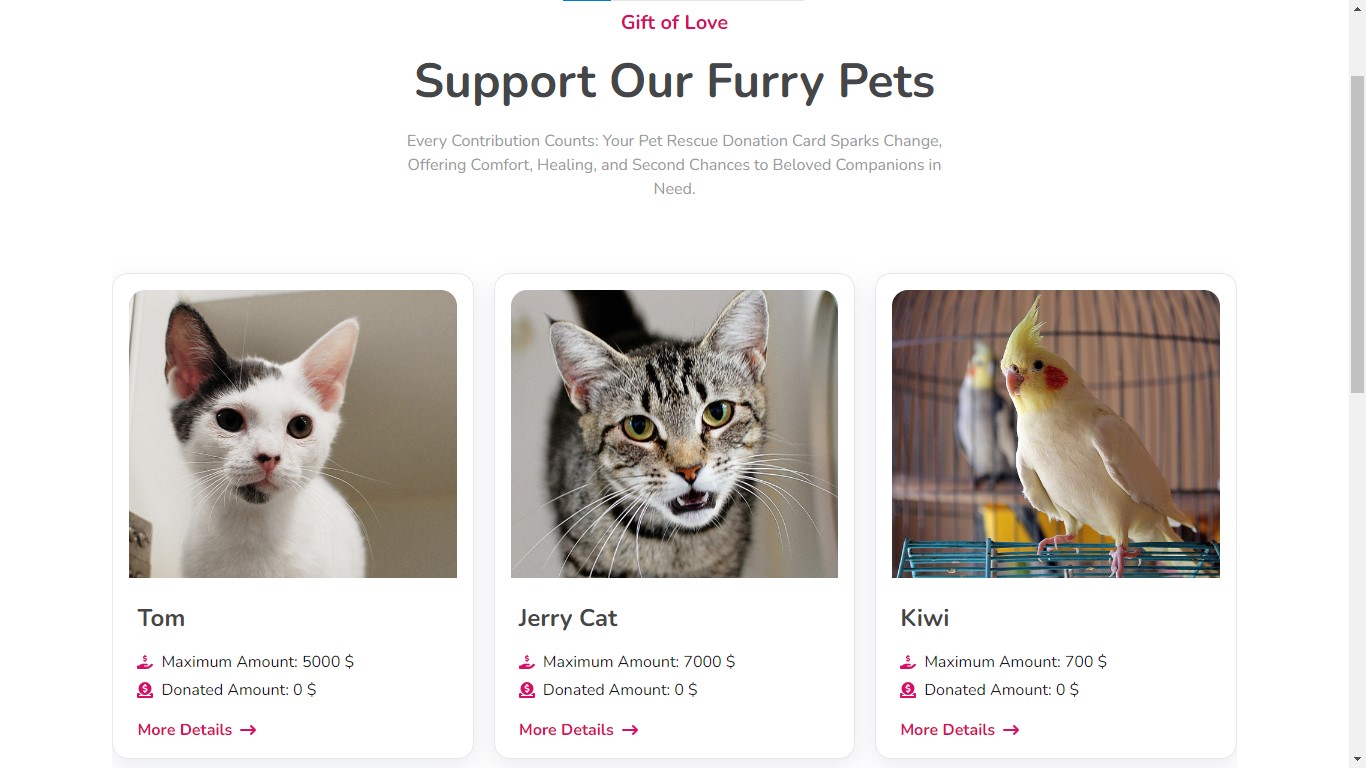 Gift of Love
Support Our Furry Pets
Every Contribution Counts: Your Pet Rescue Donation Card Sparks Change,
Offering Comfort, Healing, and Second Chances to Beloved Companions in
Need.
Tom
Maximum Amount: 5000 $
Donated Amount: 0 $
More Details →
Jerry Cat
Maximum Amount: 7000 $
Donated Amount: 0 $
More Details →
Kiwi
Maximum Amount: 700 $
Donated Amount: 0 $
More Details →